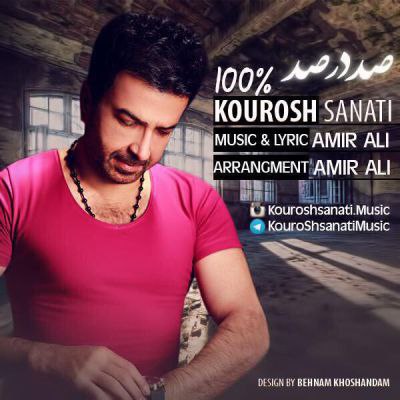 صد در صد
100%
KOUROSH SANATI
MUSIC & LYRIC AMIR ALI
ARRANGMENT AMIR ALI
Kouroshsanati.Music
KouroShsanatiMusic
DESIGN BY BEHNAM KHOSHANDAM